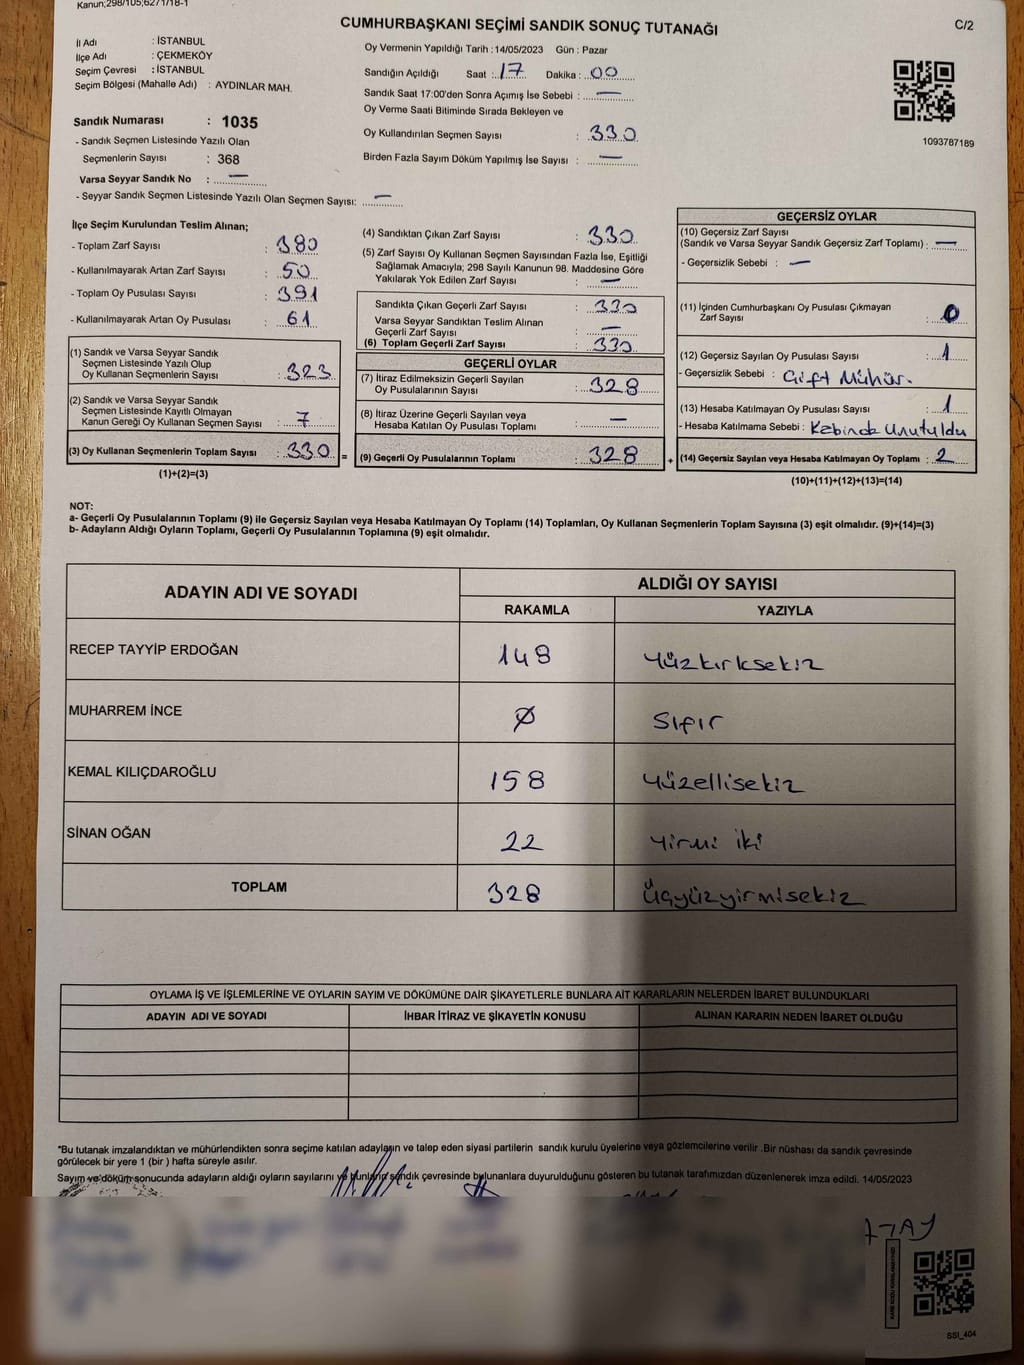 Kanun;298/105;6271/18-1
CUMHURBAŞKANI SEÇİMİ SANDIK SONUÇ TUTANAĞI
C/2
İl Adı : İSTANBUL
İlçe Adı : ÇEKMEKÖY
Seçim Çevresi : İSTANBUL
Seçim Bölgesi (Mahalle Adı) : AYDINLAR MAH.
Sandık Numarası : 1035
- Sandık Seçmen Listesinde Yazılı Olan
Seçmenlerin Sayısı : 368
Varsa Seyyar Sandık No : —
- Seyyar Sandık Seçmen Listesinde Yazılı Olan Seçmen Sayısı: —
Oy Vermenin Yapıldığı Tarih : 14/05/2023 Gün : Pazar
Sandığın Açıldığı Saat : 17 Dakika : 00
Sandık Saat 17:00'den Sonra Açımış İse Sebebi : —
Oy Verme Saati Bitiminde Sırada Bekleyen ve
Oy Kullandırılan Seçmen Sayısı : 330
Birden Fazla Sayım Döküm Yapılmış İse Sayısı : —
1093787189
İlçe Seçim Kurulundan Teslim Alınan;
- Toplam Zarf Sayısı : 380
- Kullanılmayarak Artan Zarf Sayısı : 50
- Toplam Oy Pusulası Sayısı : 391
- Kullanılmayarak Artan Oy Pusulası : 61
(1) Sandık ve Varsa Seyyar Sandık
Seçmen Listesinde Yazılı Olup
Oy Kullanan Seçmenlerin Sayısı : 323
(2) Sandık ve Varsa Seyyar Sandık
Seçmen Listesinde Kayıtlı Olmayan
Kanun Gereği Oy Kullanan Seçmen Sayısı : 7
(3) Oy Kullanan Seçmenlerin Toplam Sayısı : 330 =
(1)+(2)=(3)
(4) Sandıktan Çıkan Zarf Sayısı : 330
(5) Zarf Sayısı Oy Kullanan Seçmen Sayısından Fazla İse, Eşitliği
Sağlamak Amacıyla; 298 Sayılı Kanunun 98. Maddesine Göre
Yakılarak Yok Edilen Zarf Sayısı : —
Sandıkta Çıkan Geçerli Zarf Sayısı : 330
Varsa Seyyar Sandıktan Teslim Alınan
Geçerli Zarf Sayısı : —
(6) Toplam Geçerli Zarf Sayısı : 330
GEÇERLİ OYLAR
(7) İtiraz Edilmeksizin Geçerli Sayılan
Oy Pusulasının Sayısı : 328
(8) İtiraz Üzerine Geçerli Sayılan veya
Hesaba Katılan Oy Pusulası Toplamı : —
(9) Geçerli Oy Pusulalarının Toplamı : 328 +
GEÇERSİZ OYLAR
(10) Geçersiz Zarf Sayısı
(Sandık ve Varsa Seyyar Sandık Geçersiz Zarf Toplamı) : —
- Geçersizlik Sebebi : —
(11) İçinden Cumhurbaşkanı Oy Pusulası Çıkmayan
Zarf Sayısı : 0
(12) Geçersiz Sayılan Oy Pusulası Sayısı : 1
- Geçersizlik Sebebi : Çift Mühür.
(13) Hesaba Katılmayan Oy Pusulası Sayısı : 1
- Hesaba Katılmama Sebebi : Kabinde Unutuldu
(14) Geçersiz Sayılan veya Hesaba Katılmayan Oy Toplamı : 2
(10)+(11)+(12)+(13)=(14)
NOT:
a- Geçerli Oy Pusulalarının Toplamı (9) ile Geçersiz Sayılan veya Hesaba Katılmayan Oy Toplamı (14) Toplamları, Oy Kullanan Seçmenlerin Toplam Sayısına (3) eşit olmalıdır. (9)+(14)=(3)
b- Adayların Aldığı Oyların Toplamı, Geçerli Oy Pusulalarının Toplamına (9) eşit olmalıdır.
ADAYIN ADI VE SOYADI
ALDIĞI OY SAYISI
RAKAMLA YAZIYLA
RECEP TAYYİP ERDOĞAN 148 Yüzkırksekiz
MUHARREM İNCE 0 Sıfır
KEMAL KILIÇDAROĞLU 158 Yüzellisekiz
SİNAN OĞAN 22 Yirmi iki
TOPLAM 328 Üçyüzyirmisekiz
OYLAMA İŞ VE İŞLEMLERİNE VE OYLARIN SAYIM VE DÖKÜMÜNE DAİR ŞİKAYETLERLE BUNLARA AİT KARARLARIN NELERDEN İBARET BULUNDUKLARI
ADAYIN ADI VE SOYADI İHBAR İTİRAZ VE ŞİKAYETİN KONUSU ALINAN KARARIN NEDEN İBARET OLDUĞU
*Bu tutanak imzalandıktan ve mühürlendikten sonra seçime katılan adayların ve talep eden siyasi partilerin sandık kurulu üyelerine veya gözlemcilerine verilir .Bir nüshası da sandık çevresinde
görülecek bir yere 1 (bir ) hafta süreyle asılır.
Sayım ve döküm sonucunda adayların aldığı oyların sayılarını ve bunların sandık çevresinde bulunanlara duyurulduğunu gösteren bu tutanak tarafımızdan düzenlenerek imza edildi. 14/05/2023
SSİ_404